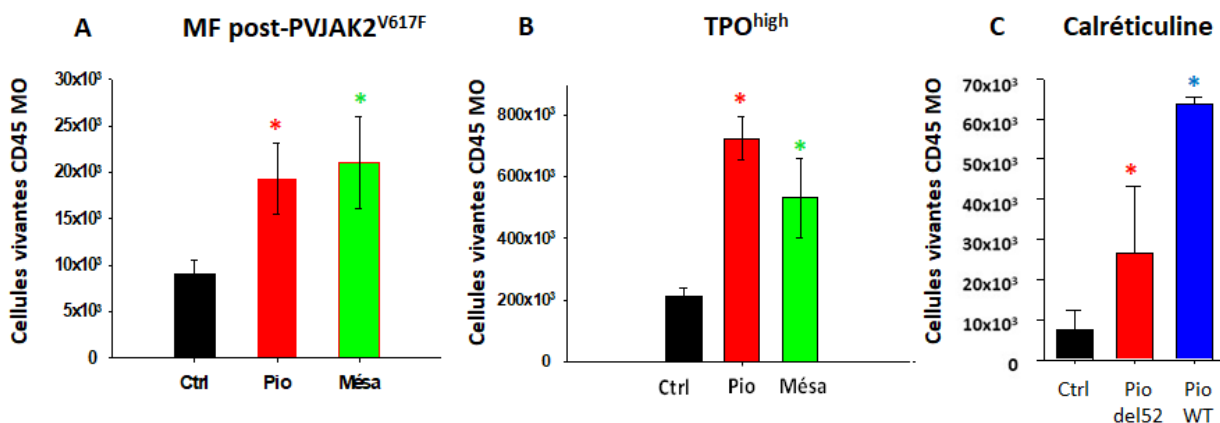 A
MF post-PVJAK2V617F
Cellules vivantes CD45 MO
30x10³
25x10³
20x10³
15x10³
10x10³
5x10³
0
*
*
Ctrl
Pio
Mésa
B
TPOhigh
Cellules vivantes CD45 MO
800x10³
600x10³
400x10³
200x10³
0
*
*
Ctrl
Pio
Mésa
C
Calréticuline
Cellules vivantes CD45 MO
70x10³
60x10³
50x10³
40x10³
30x10³
20x10³
10x10³
0
*
*
Ctrl
Pio
del52
Pio
WT